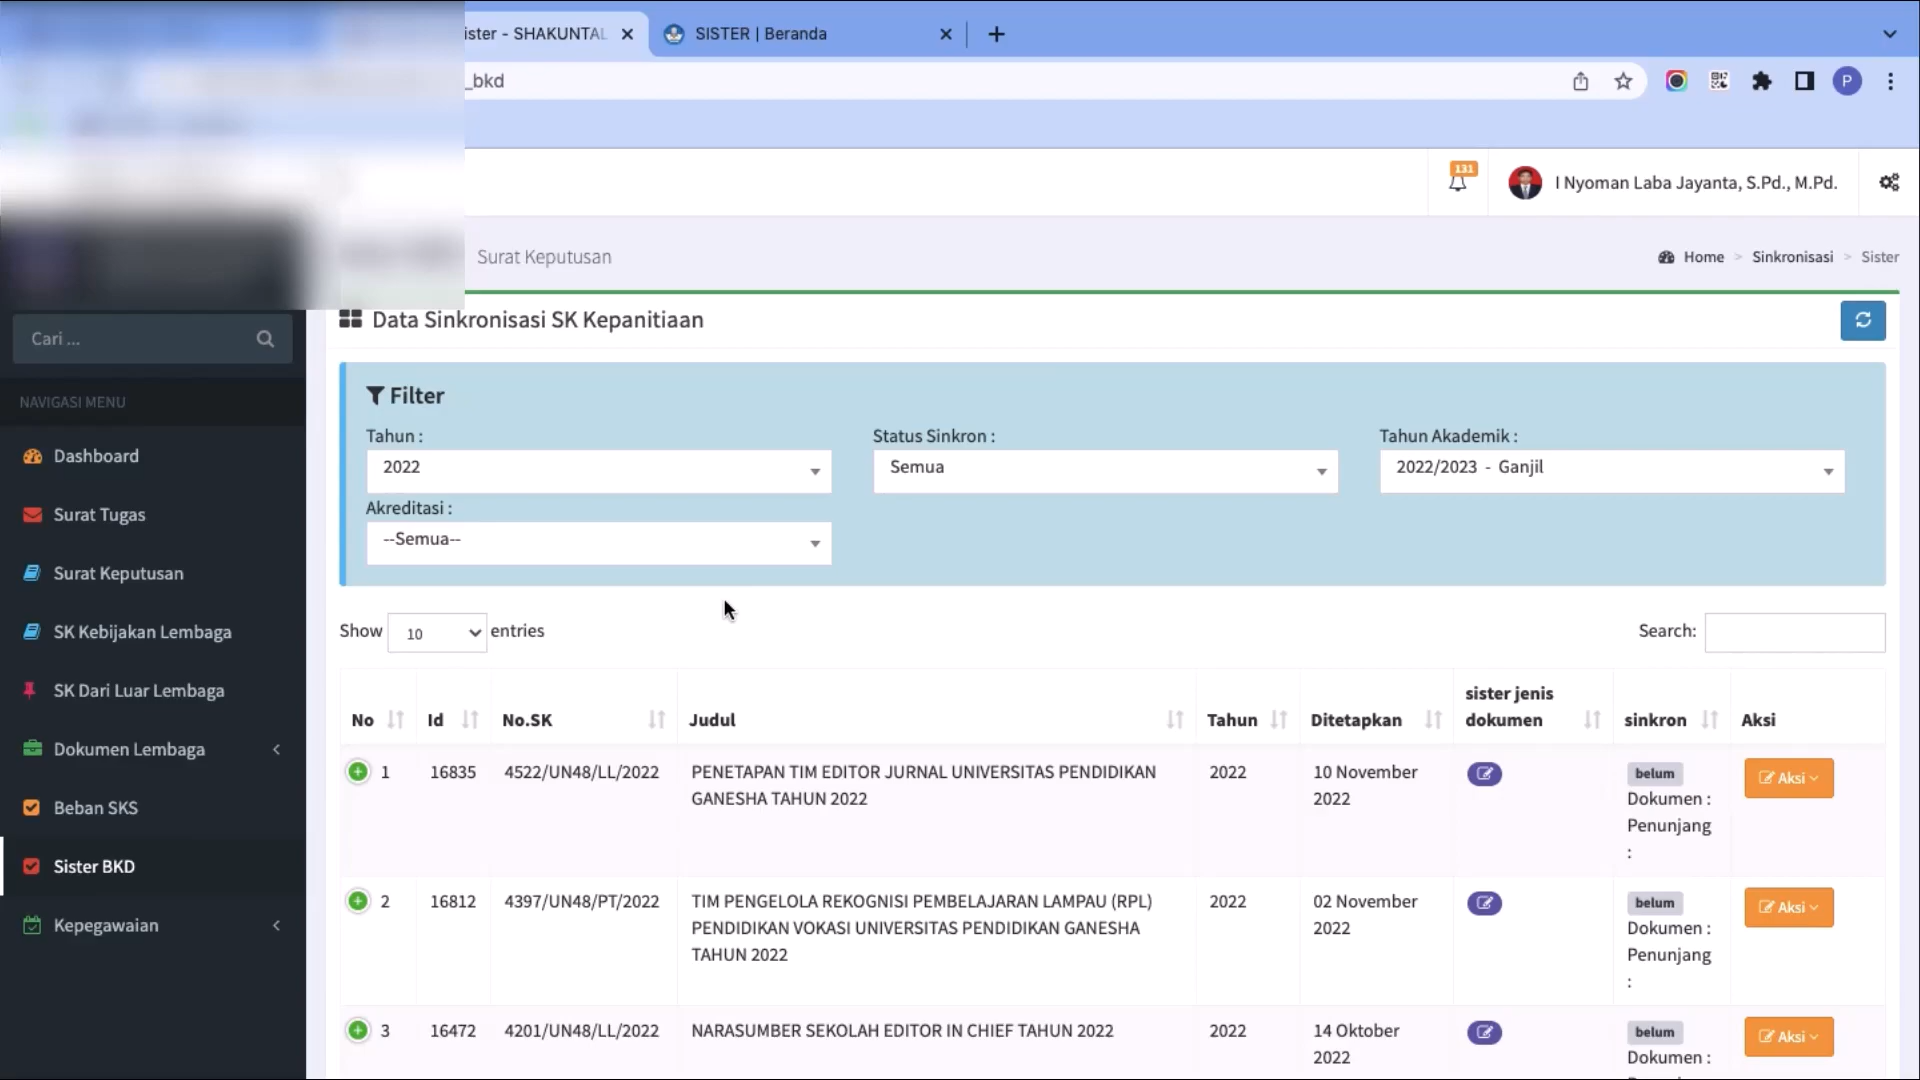 ister - SHAKUNTAL
SISTER | Beranda
_bkd
P
131
I Nyoman Laba Jayanta, S.Pd., M.Pd.
Surat Keputusan
Home > Sinkronisasi > Sister
Cari ...
Data Sinkronisasi SK Kepanitiaan
NAVIGASI MENU
Dashboard
Surat Tugas
Surat Keputusan
SK Kebijakan Lembaga
SK Dari Luar Lembaga
Dokumen Lembaga
Beban SKS
Sister BKD
Kepegawaian
Filter
Tahun :
2022
Status Sinkron :
Semua
Tahun Akademik :
2022/2023 - Ganjil
Akreditasi :
--Semua--
Show 10 entries
Search:
No Id No.SK Judul Tahun Ditetapkan sister jenis dokumen sinkron Aksi
1 16835 4522/UN48/LL/2022 PENETAPAN TIM EDITOR JURNAL UNIVERSITAS PENDIDIKAN 2022 10 November belum Aksi
GANESHA TAHUN 2022 2022 Dokumen :
Penunjang
:
2 16812 4397/UN48/PT/2022 TIM PENGELOLA REKOGNISI PEMBELAJARAN LAMPAU (RPL) 2022 02 November belum Aksi
PENDIDIKAN VOKASI UNIVERSITAS PENDIDIKAN GANESHA 2022 Dokumen :
TAHUN 2022 Penunjang
:
3 16472 4201/UN48/LL/2022 NARASUMBER SEKOLAH EDITOR IN CHIEF TAHUN 2022 2022 14 Oktober belum Aksi
2022 Dokumen :